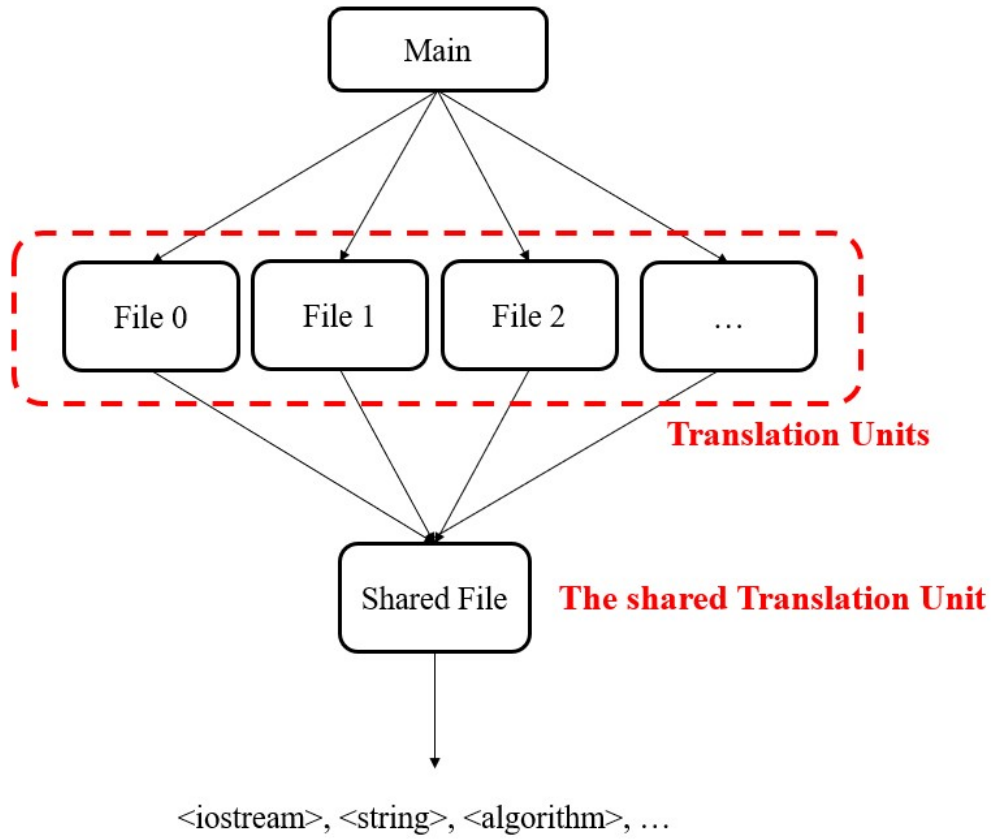 Main
File 0
File 1
File 2
…
Translation Units
Shared File
The shared Translation Unit
<iostream>, <string>, <algorithm>, …